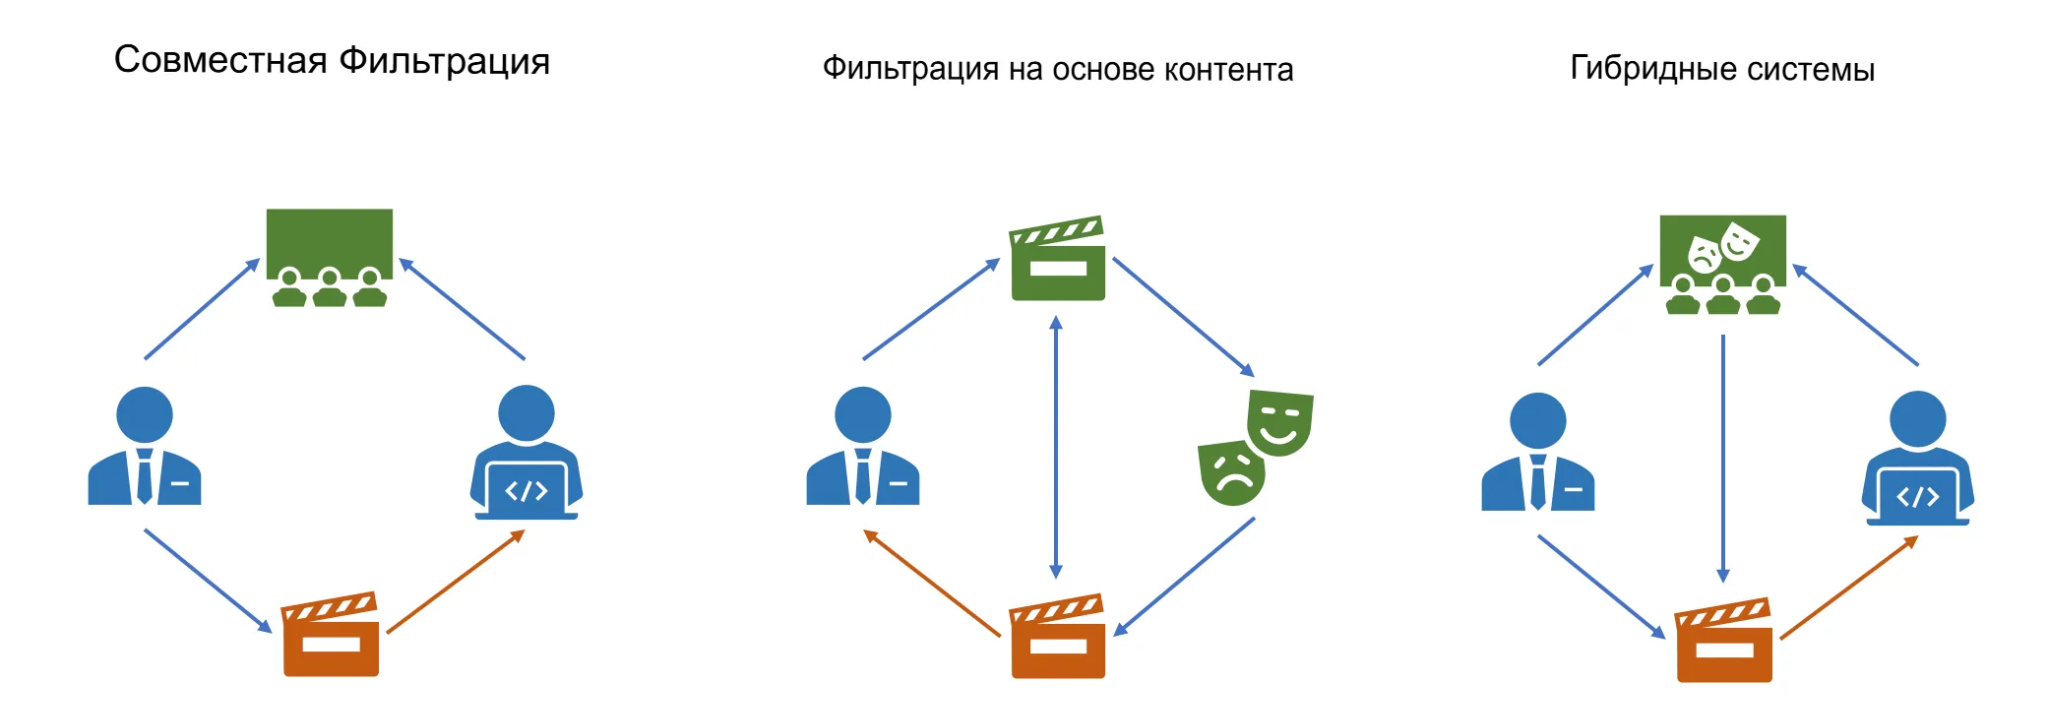 Совместная Фильтрация
Фильтрация на основе контента
Гибридные системы
</>
</>